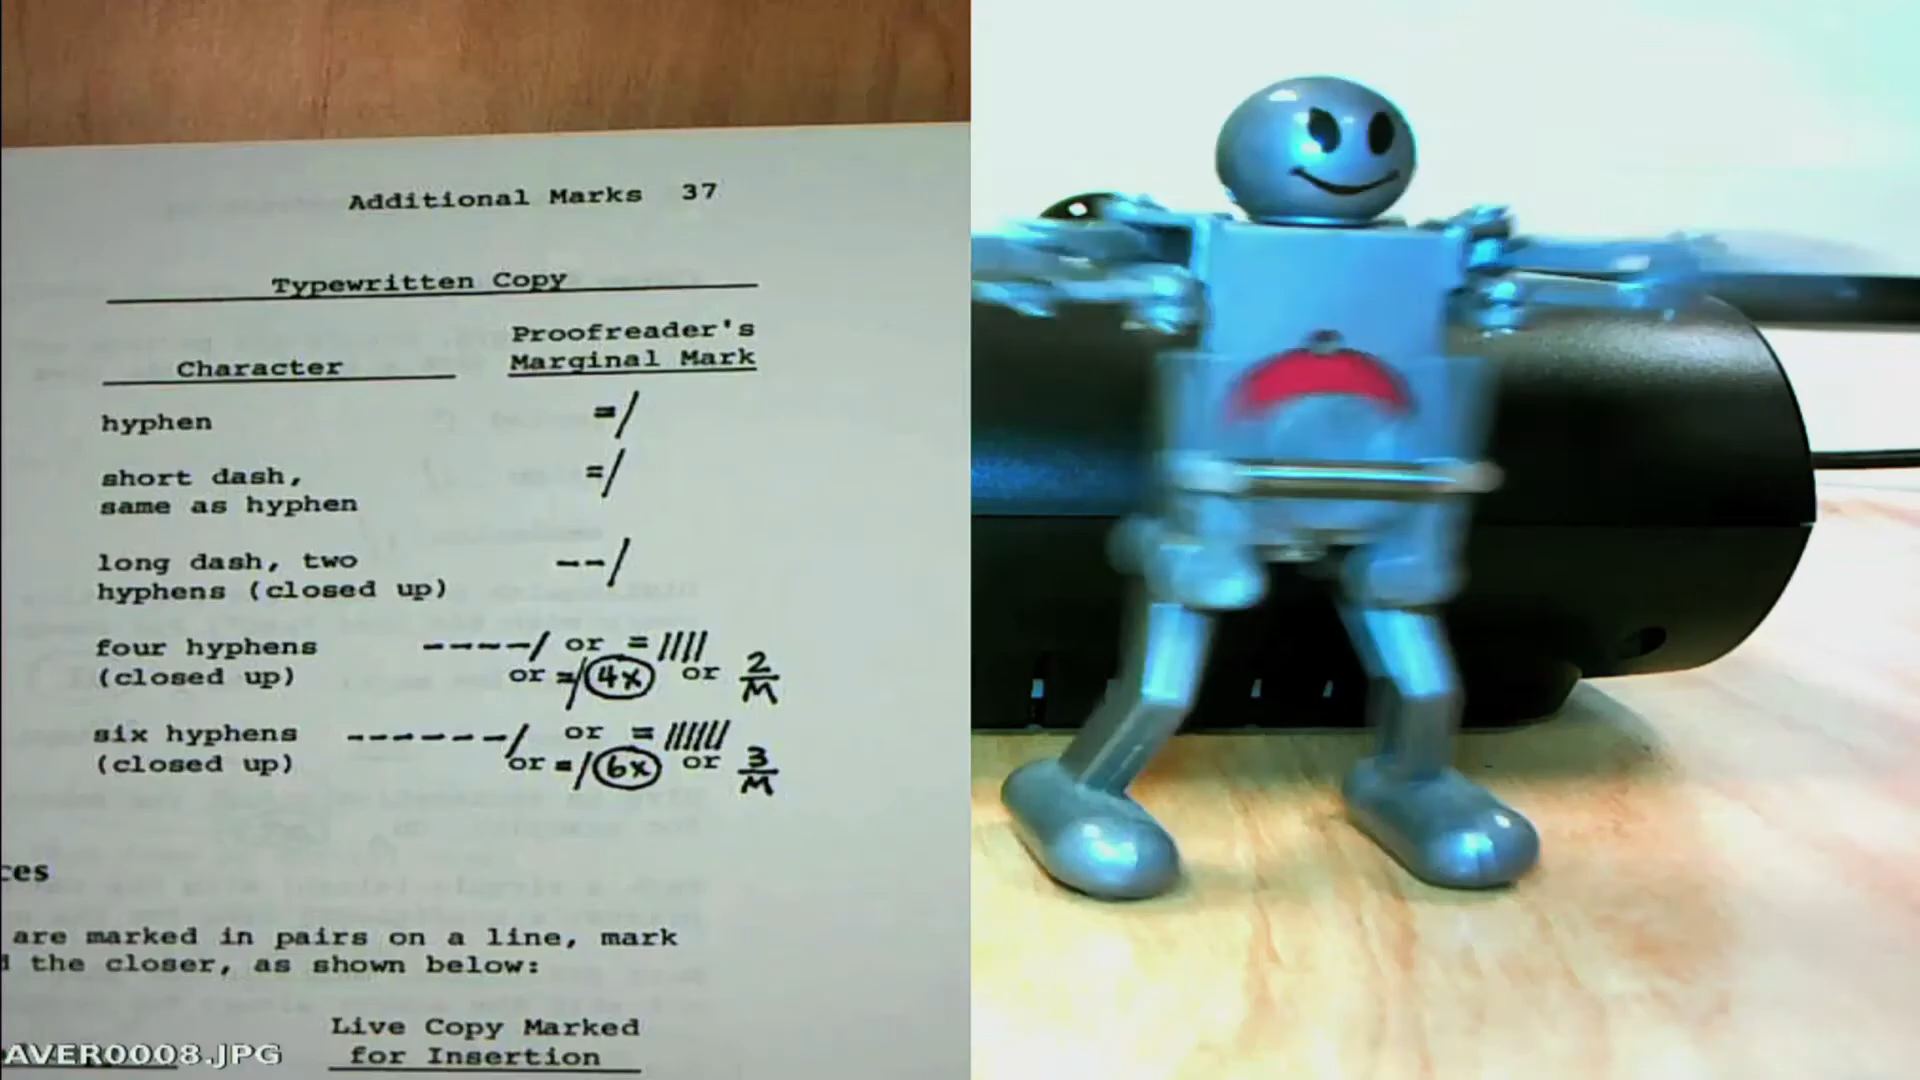 Additional Marks 37
Typewritten Copy
Character
Proofreader's
Marginal Mark
hyphen =/
short dash, =/
same as hyphen
long dash, two --/
hyphens (closed up)
four hyphens ----/ or =////
(closed up) or =/ 4x or 2/M
six hyphens ------/ or =//////
(closed up) or =/ 6x or 3/M
ces
are marked in pairs on a line, mark
d the closer, as shown below:
Live Copy Marked
for Insertion
AVER0008.JPG